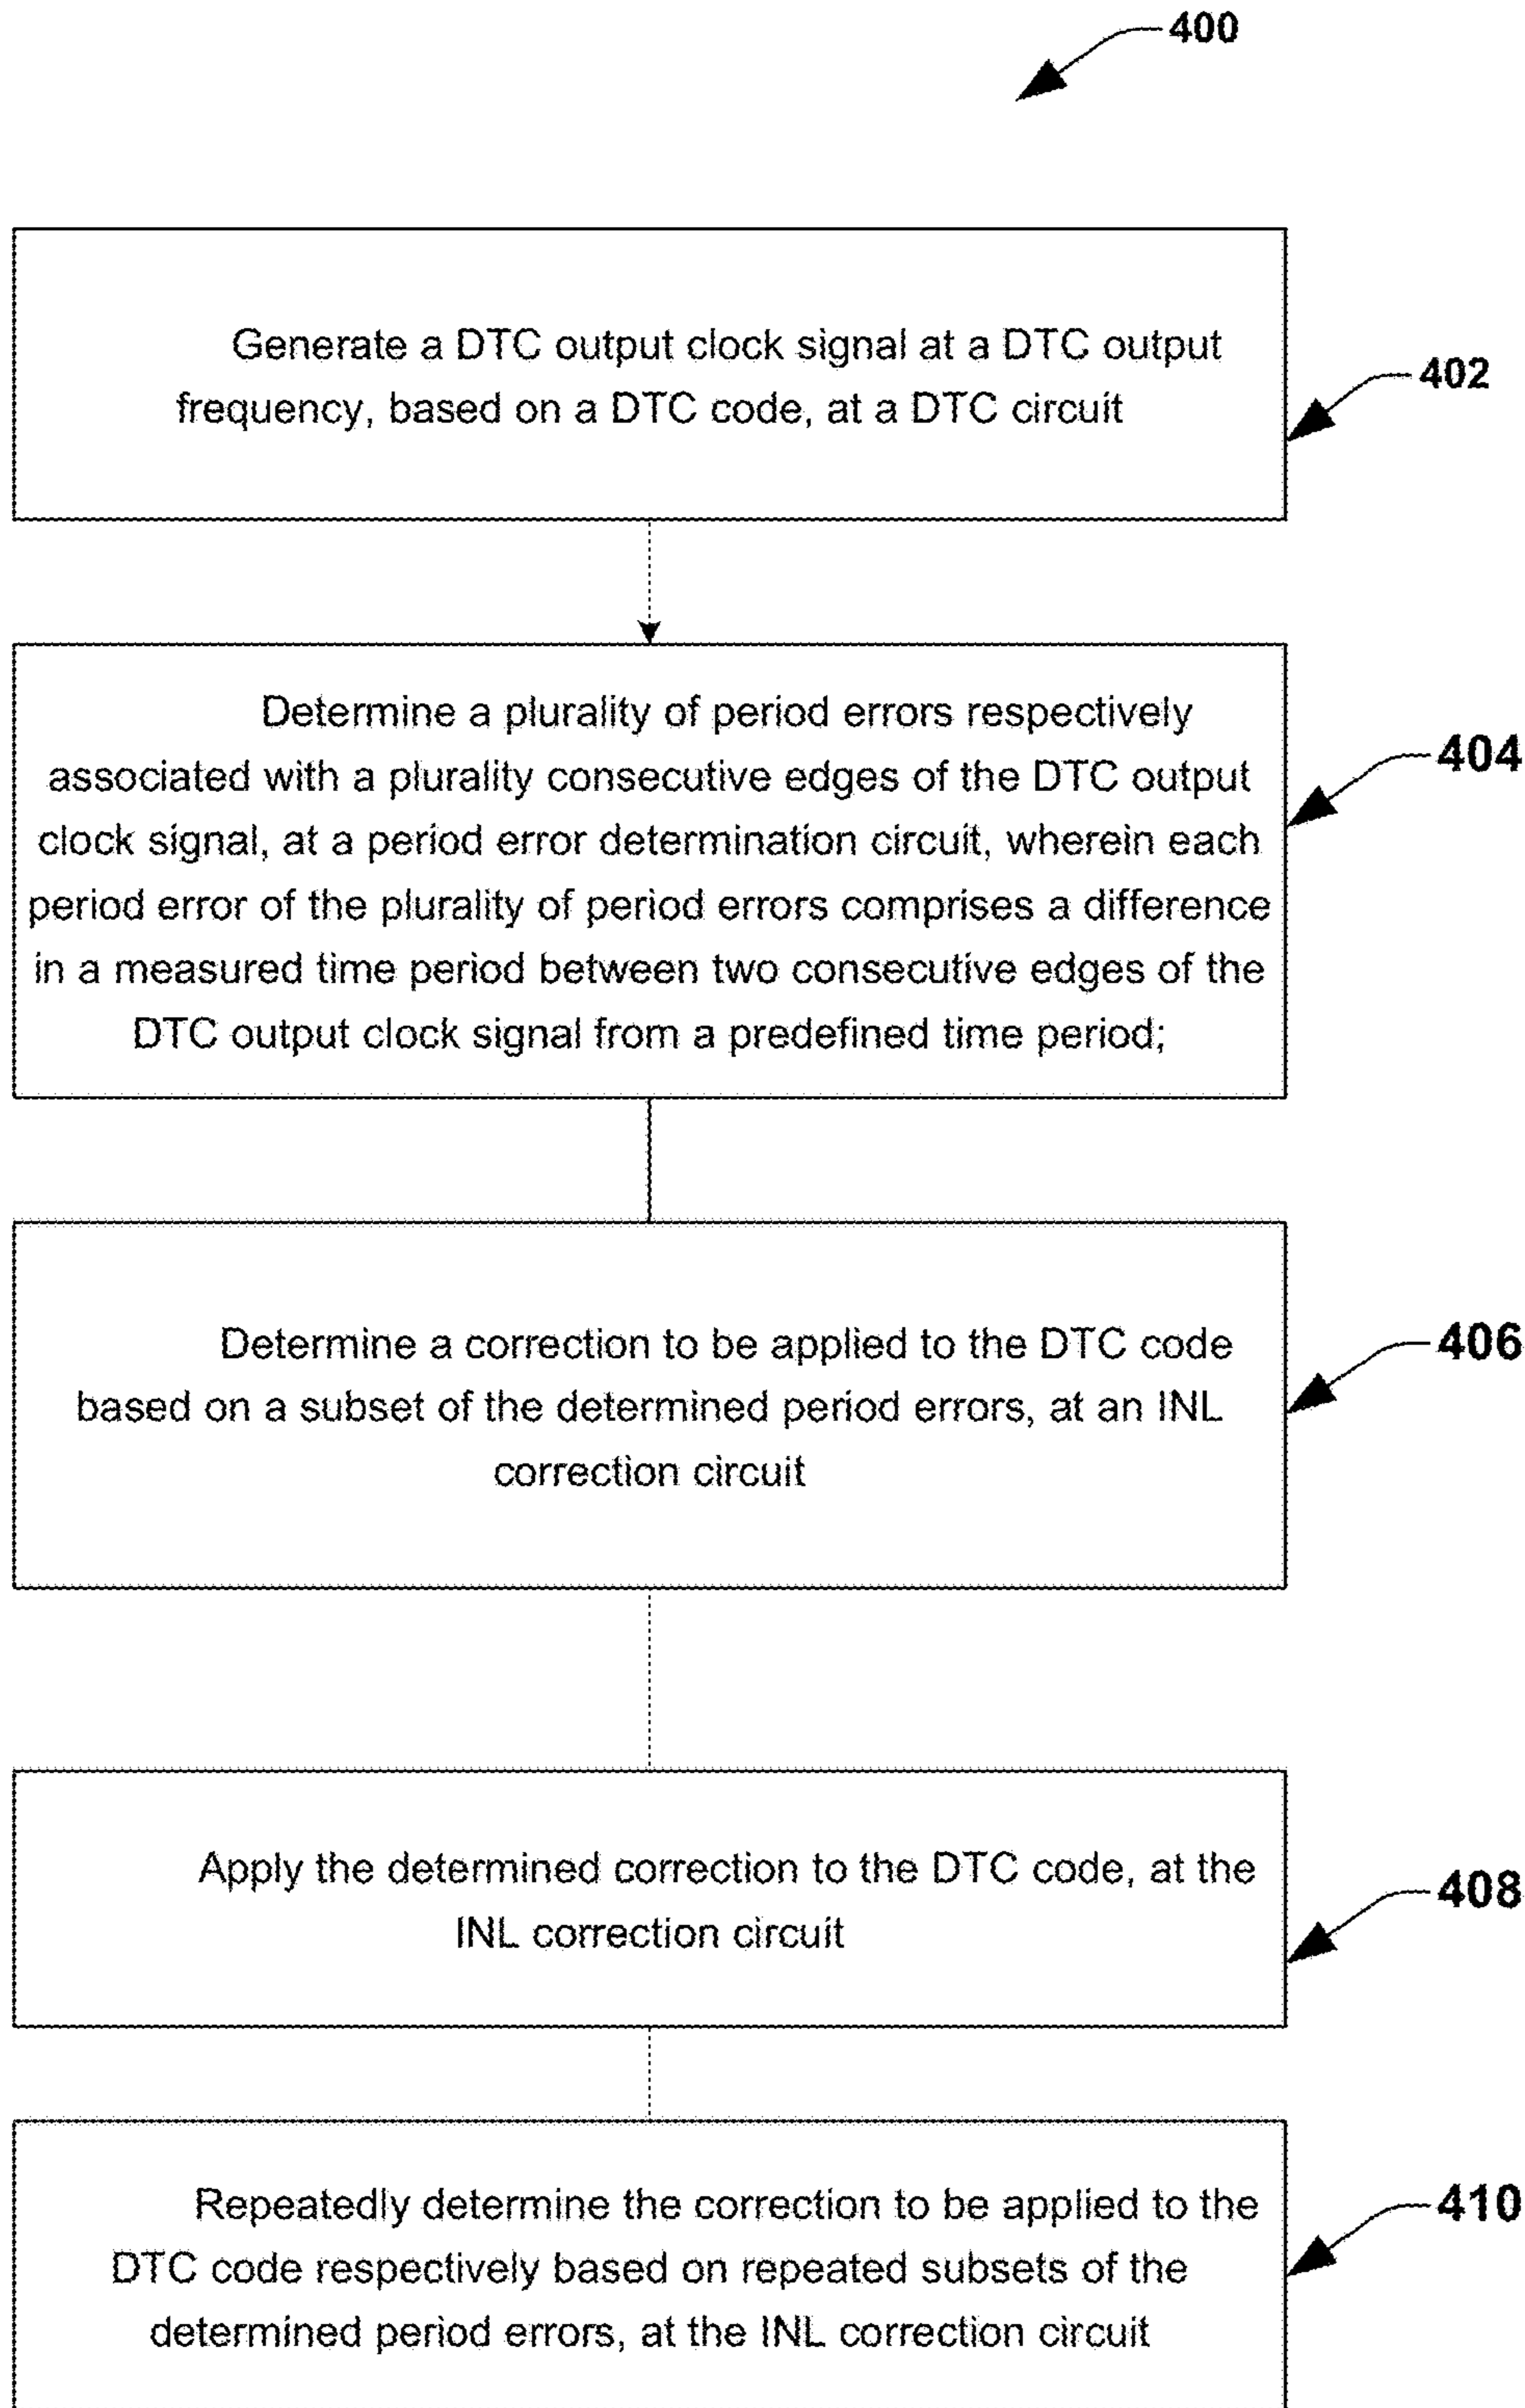 400
Generate a DTC output clock signal at a DTC output
frequency, based on a DTC code, at a DTC circuit
402
Determine a plurality of period errors respectively
associated with a plurality consecutive edges of the DTC output
clock signal, at a period error determination circuit, wherein each
period error of the plurality of period errors comprises a difference
in a measured time period between two consecutive edges of the
DTC output clock signal from a predefined time period;
404
Determine a correction to be applied to the DTC code
based on a subset of the determined period errors, at an INL
correction circuit
406
Apply the determined correction to the DTC code, at the
INL correction circuit
408
Repeatedly determine the correction to be applied to the
DTC code respectively based on repeated subsets of the
determined period errors, at the INL correction circuit
410